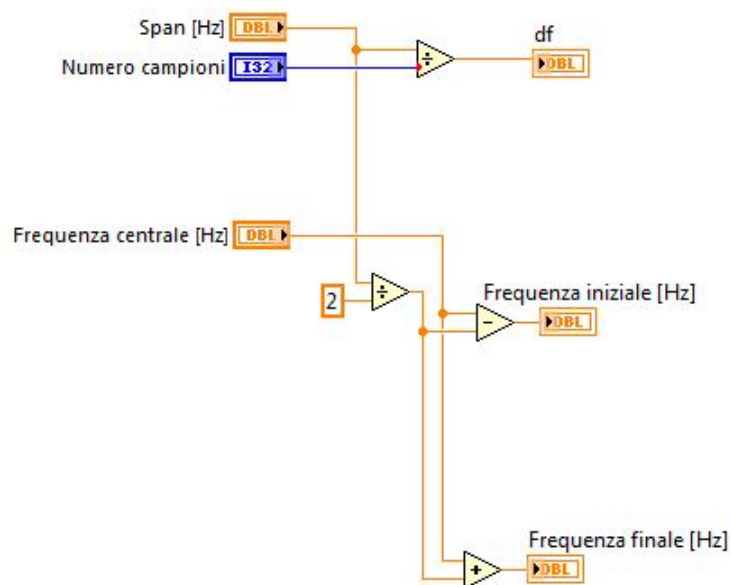 Span [Hz] DBL
df
Numero campioni I32
÷
DBL
Frequenza centrale [Hz] DBL
2
÷
Frequenza iniziale [Hz]
-
DBL
Frequenza finale [Hz]
+
DBL